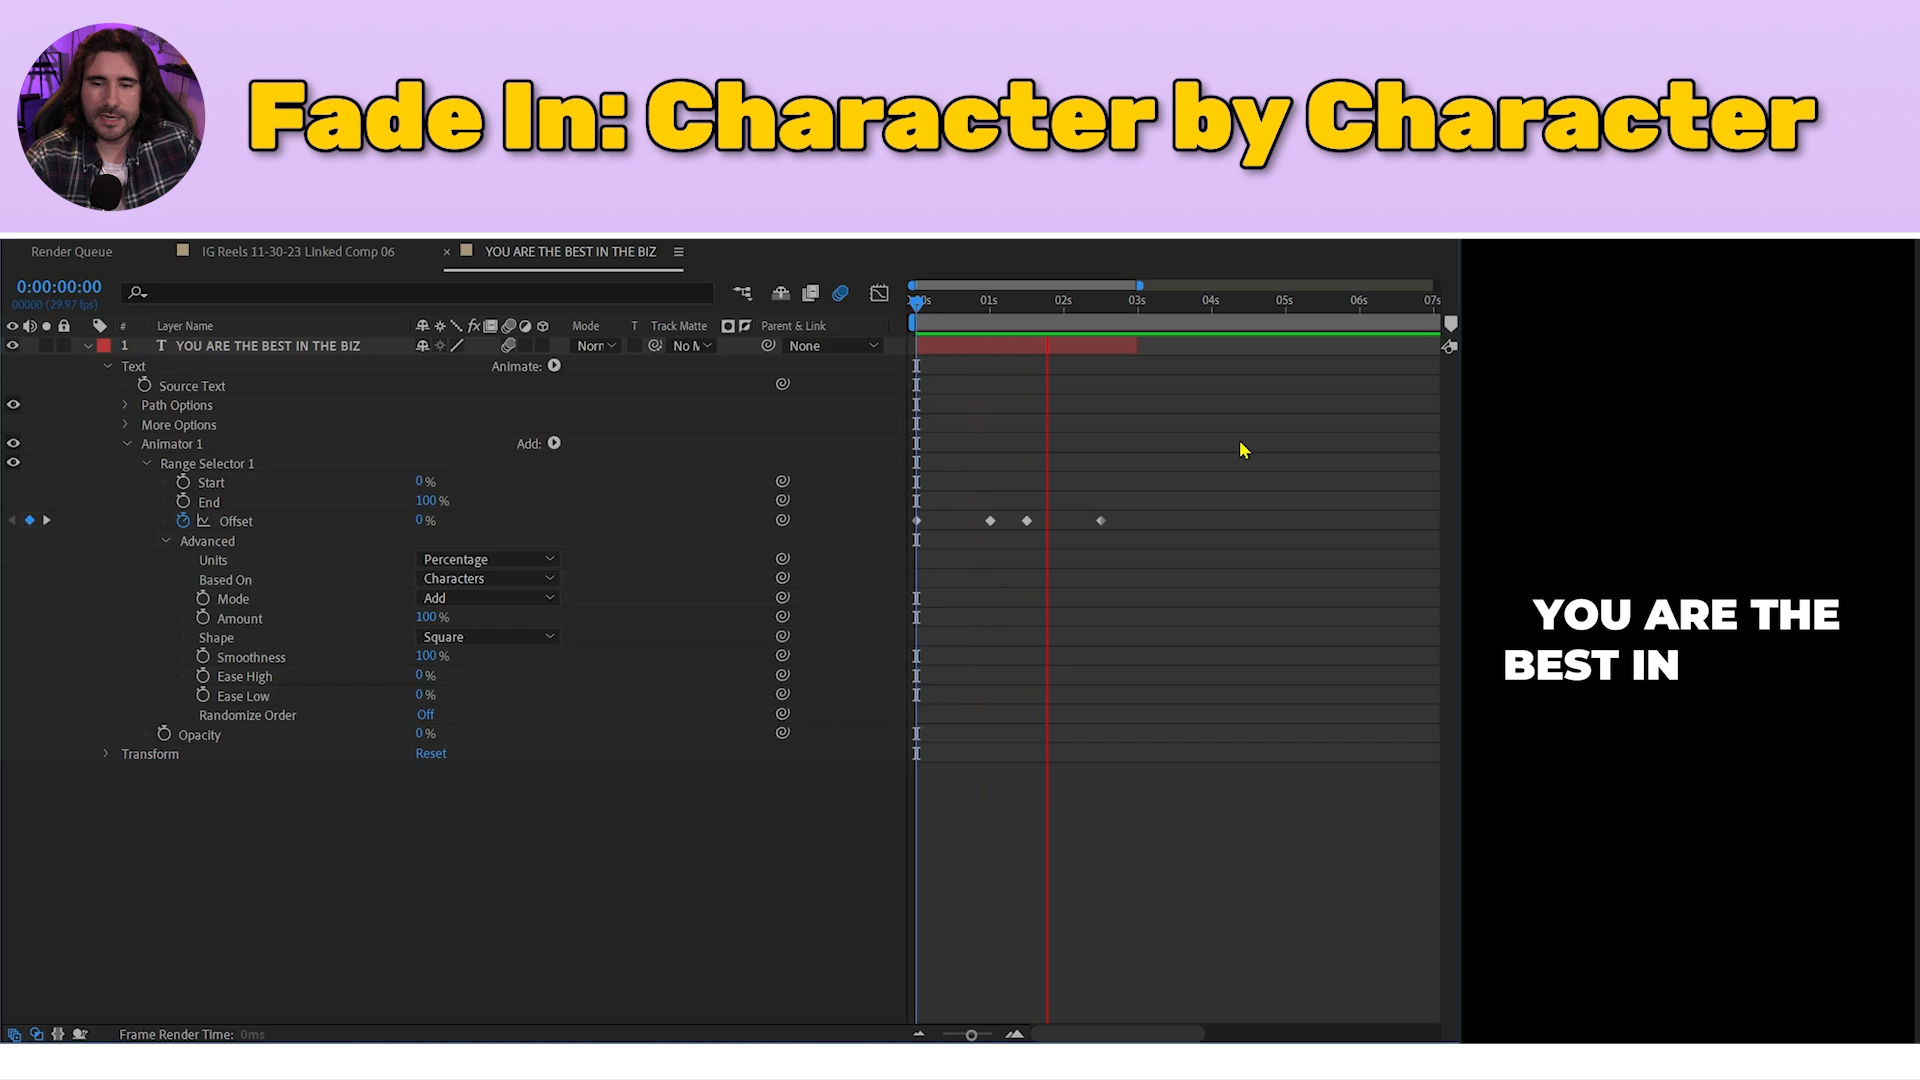 Fade In: Character by Character
Render Queue
IG Reels 11-30-23 Linked Comp 06
× YOU ARE THE BEST IN THE BIZ
0:00:00:00
00000 (29.97 fps)
:00s 01s 02s 03s 04s 05s 06s 07s
# Layer Name fx Mode T Track Matte Parent & Link
1 T YOU ARE THE BEST IN THE BIZ Norn No M None
Text Animate:
Source Text
Path Options
More Options
Animator 1 Add:
Range Selector 1
Start 0 %
End 100 %
Offset 0 %
Advanced
Units Percentage
Based On Characters
Mode Add
Amount 100 %
Shape Square
Smoothness 100 %
Ease High 0 %
Ease Low 0 %
Randomize Order Off
Opacity 0 %
Transform Reset
YOU ARE THE
BEST IN
Frame Render Time: 0ms